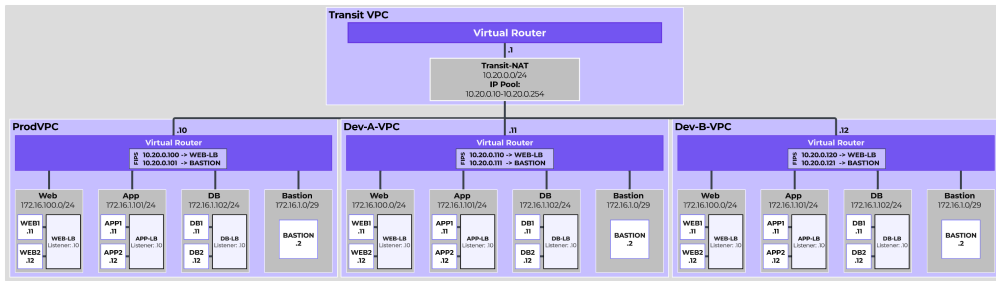 Transit VPC
Virtual Router
.1
Transit-NAT
10.20.0.0/24
IP Pool:
10.20.0.10-10.20.0.254
ProdVPC
.10
Virtual Router
FIPS
10.20.0.100 -> WEB-LB
10.20.0.101 -> BASTION
Web
172.16.100.0/24
WEB1
.11
WEB2
.12
WEB-LB
Listener: .10
App
172.16.1.101/24
APP1
.11
APP2
.12
APP-LB
Listener: .10
DB
172.16.1.102/24
DB1
.11
DB2
.12
DB-LB
Listener: .10
Bastion
172.16.1.0/29
BASTION
.2
Dev-A-VPC
.11
Virtual Router
FIPS
10.20.0.110 -> WEB-LB
10.20.0.111 -> BASTION
Web
172.16.100.0/24
WEB1
.11
WEB2
.12
WEB-LB
Listener: .10
App
172.16.1.101/24
APP1
.11
APP2
.12
APP-LB
Listener: .10
DB
172.16.1.102/24
DB1
.11
DB2
.12
DB-LB
Listener: .10
Bastion
172.16.1.0/29
BASTION
.2
Dev-B-VPC
.12
Virtual Router
FIPS
10.20.0.120 -> WEB-LB
10.20.0.121 -> BASTION
Web
172.16.100.0/24
WEB1
.11
WEB2
.12
WEB-LB
Listener: .10
App
172.16.1.101/24
APP1
.11
APP2
.12
APP-LB
Listener: .10
DB
172.16.1.102/24
DB1
.11
DB2
.12
DB-LB
Listener: .10
Bastion
172.16.1.0/29
BASTION
.2